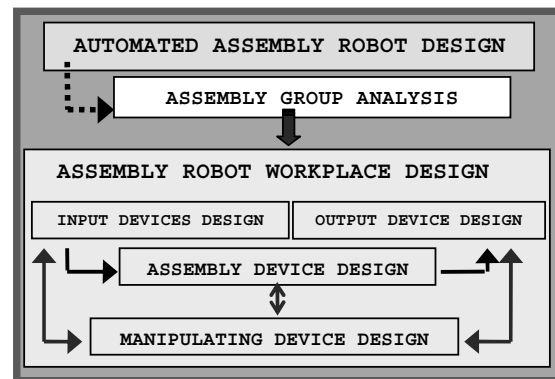 AUTOMATED ASSEMBLY ROBOT DESIGN
ASSEMBLY GROUP ANALYSIS
ASSEMBLY ROBOT WORKPLACE DESIGN
INPUT DEVICES DESIGN
OUTPUT DEVICE DESIGN
ASSEMBLY DEVICE DESIGN
MANIPULATING DEVICE DESIGN